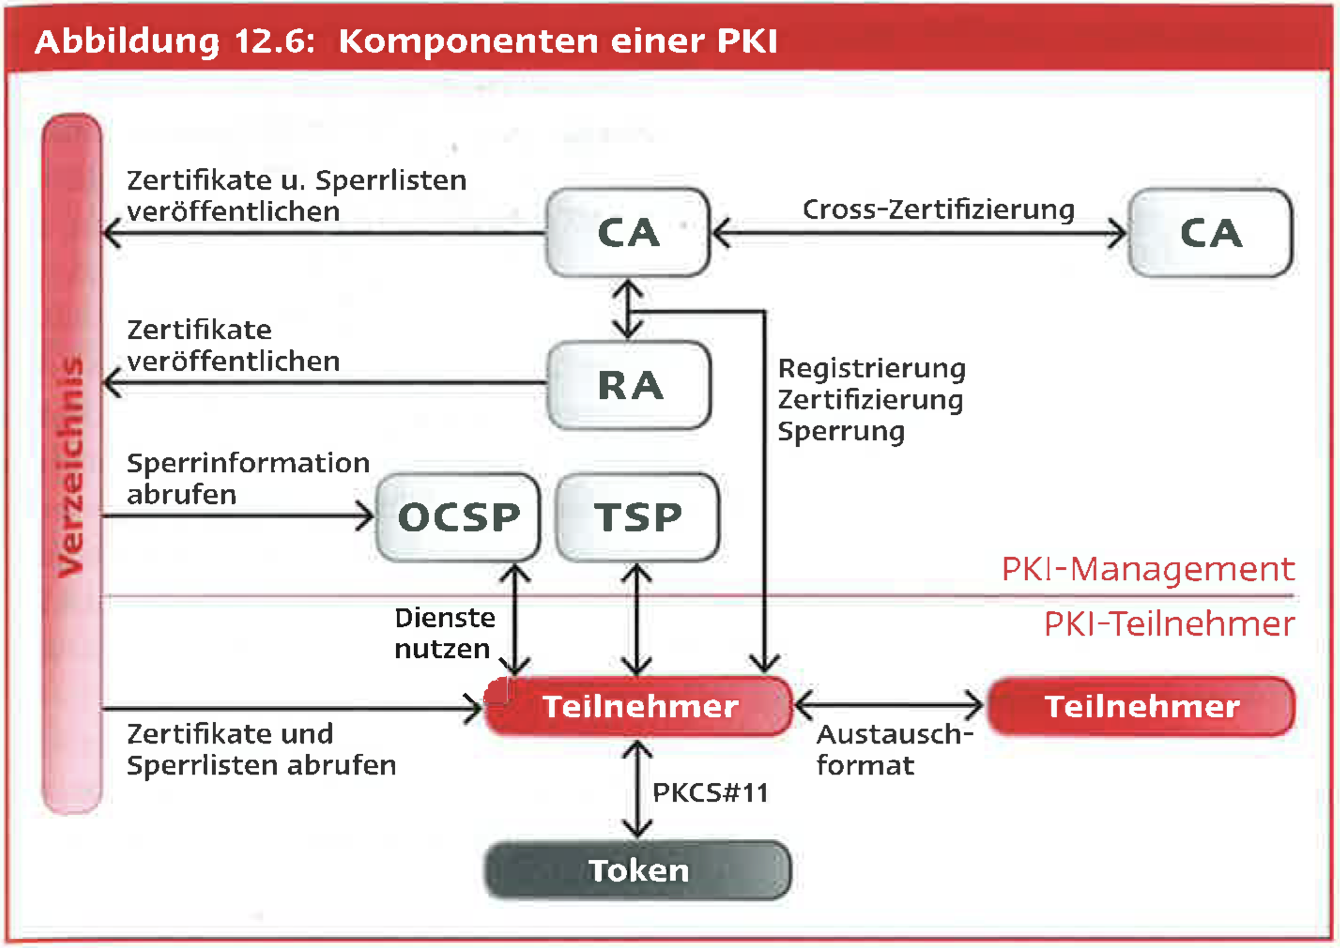 Abbildung 12.6: Komponenten einer PKI
Verzeichnis
Zertifikate u. Sperrlisten
veröffentlichen
CA
Cross-Zertifizierung
CA
Zertifikate
veröffentlichen
RA
Registrierung
Zertifizierung
Sperrung
Sperrinformation
abrufen
OCSP
TSP
PKI-Management
PKI-Teilnehmer
Dienste
nutzen
Teilnehmer
Teilnehmer
Zertifikate und
Sperrlisten abrufen
Austausch-
format
PKCS#11
Token